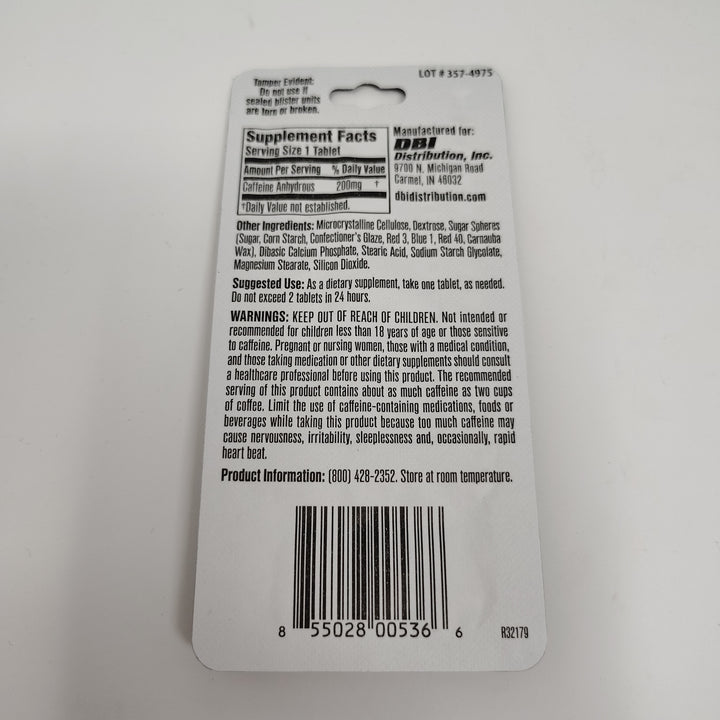 LOT # 357-4975
Tamper Evident:
Do not use if
sealed blister units
are torn or broken.
Supplement Facts
Serving Size 1 Tablet
Amount Per Serving % Daily Value
Caffeine Anhydrous 200mg †
†Daily Value not established.
Manufactured for:
DBI
Distribution, Inc.
9700 N. Michigan Road
Carmel, IN 46032
dbidistribution.com
Other Ingredients: Microcrystalline Cellulose, Dextrose, Sugar Spheres
(Sugar, Corn Starch, Confectioner's Glaze, Red 3, Blue 1, Red 40, Carnauba
Wax), Dibasic Calcium Phosphate, Stearic Acid, Sodium Starch Glycolate,
Magnesium Stearate, Silicon Dioxide.
Suggested Use: As a dietary supplement, take one tablet, as needed.
Do not exceed 2 tablets in 24 hours.
WARNINGS: KEEP OUT OF REACH OF CHILDREN. Not intended or
recommended for children less than 18 years of age or those sensitive
to caffeine. Pregnant or nursing women, those with a medical condition,
and those taking medication or other dietary supplements should consult
a healthcare professional before using this product. The recommended
serving of this product contains about as much caffeine as two cups
of coffee. Limit the use of caffeine-containing medications, foods or
beverages while taking this product because too much caffeine may
cause nervousness, irritability, sleeplessness and, occasionally, rapid
heart beat.
Product Information: (800) 428-2352. Store at room temperature.
8 55028 00536 6
R32179